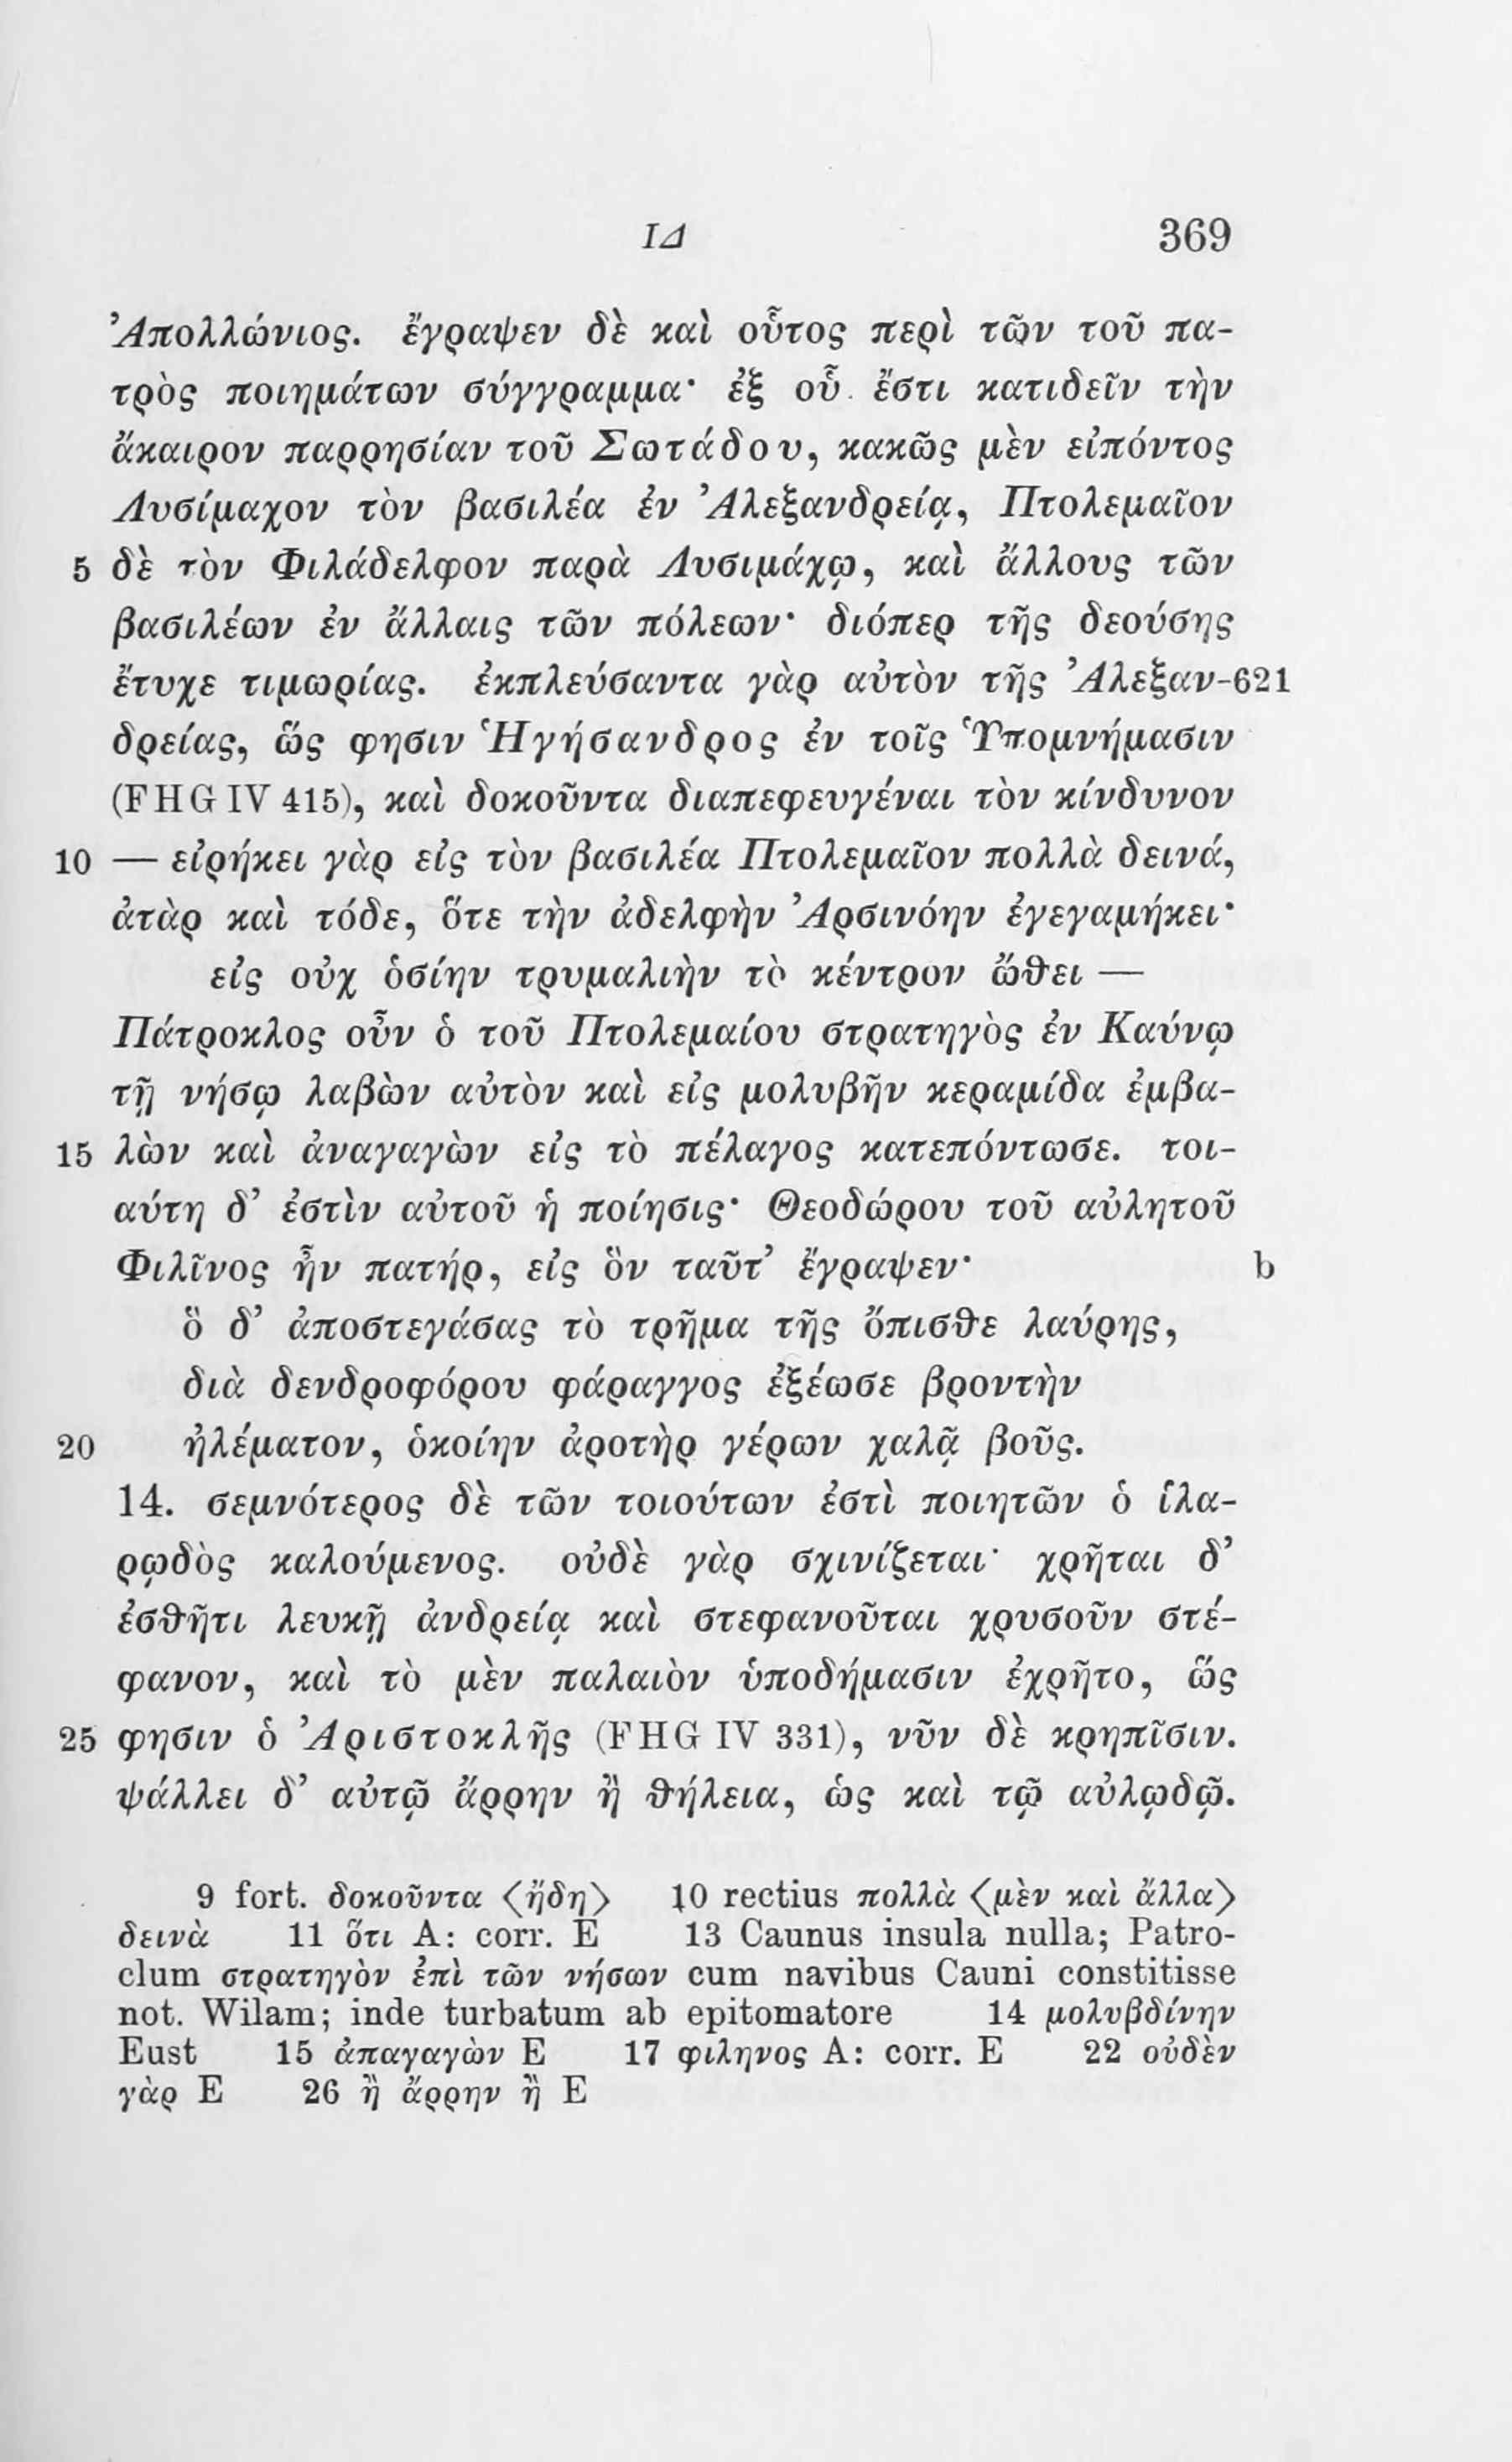 ΙΔ 369
Ἀπολλώνιος. ἔγραψεν δὲ καὶ οὗτος περὶ τῶν τοῦ πα-
τρὸς ποιημάτων σύγγραμμα· ἐξ οὗ ἔστι κατιδεῖν τὴν
ἄκαιρον παρρησίαν τοῦ Σωτάδου, κακῶς μὲν εἰπόντος
Λυσίμαχον τὸν βασιλέα ἐν Ἀλεξανδρείᾳ, Πτολεμαῖον
5 δὲ τὸν Φιλάδελφον παρὰ Λυσιμάχῳ, καὶ ἄλλους τῶν
βασιλέων ἐν ἄλλαις τῶν πόλεων· διόπερ τῆς δεούσης
ἔτυχε τιμωρίας. ἐκπλεύσαντα γὰρ αὐτὸν τῆς Ἀλεξαν-621
δρείας, ὥς φησιν Ἡγήσανδρος ἐν τοῖς Ὑπομνήμασιν
(FHG IV 415), καὶ δοκοῦντα διαπεφευγέναι τὸν κίνδυνον
10 — εἰρήκει γὰρ εἰς τὸν βασιλέα Πτολεμαῖον πολλὰ δεινά,
ἀτὰρ καὶ τόδε, ὅτε τὴν ἀδελφὴν Ἀρσινόην ἐγεγαμήκει·
εἰς οὐχ ὁσίην τρυμαλιὴν τὸ κέντρον ὤθει —
Πάτροκλος οὖν ὁ τοῦ Πτολεμαίου στρατηγὸς ἐν Καύνῳ
τῇ νήσῳ λαβὼν αὐτὸν καὶ εἰς μολυβῆν κεραμίδα ἐμβα-
15 λὼν καὶ ἀναγαγὼν εἰς τὸ πέλαγος κατεπόντωσε. τοι-
αύτη δ’ ἐστὶν αὐτοῦ ἡ ποίησις· Θεοδώρου τοῦ αὐλητοῦ
Φιλῖνος ἦν πατήρ, εἰς ὃν ταῦτ’ ἔγραψεν· b
ὃ δ’ ἀποστεγάσας τὸ τρῆμα τῆς ὄπισθε λαύρης,
διὰ δενδροφόρου φάραγγος ἐξέωσε βροντὴν
20 ἠλέματον, ὁκοίην ἀροτὴρ γέρων χαλᾷ βοῦς.
14. σεμνότερος δὲ τῶν τοιούτων ἐστὶ ποιητῶν ὁ ἱλα-
ρῳδὸς καλούμενος. οὐδὲ γὰρ σχινίζεται· χρῆται δ’
ἐσθῆτι λευκῇ ἀνδρείᾳ καὶ στεφανοῦται χρυσοῦν στέ-
φανον, καὶ τὸ μὲν παλαιὸν ὑποδήμασιν ἐχρῆτο, ὥς
25 φησιν ὁ Ἀριστοκλῆς (FHG IV 331), νῦν δὲ κρηπῖσιν.
ψάλλει δ’ αὐτῷ ἄρρην ἢ θήλεια, ὡς καὶ τῷ αὐλῳδῷ.
9 fort. δοκοῦντα ⟨ἤδη⟩ 10 rectius πολλὰ ⟨μὲν καὶ ἄλλα⟩
δεινὰ 11 ὅτι A: corr. E 13 Caunus insula nulla; Patro-
clum στρατηγὸν ἐπὶ τῶν νήσων cum navibus Cauni constitisse
not. Wilam; inde turbatum ab epitomatore 14 μολυβδίνην
Eust 15 ἀπαγαγὼν E 17 φιληνος A: corr. E 22 οὐδὲν
γὰρ E 26 ἢ ἄρρην ἢ E